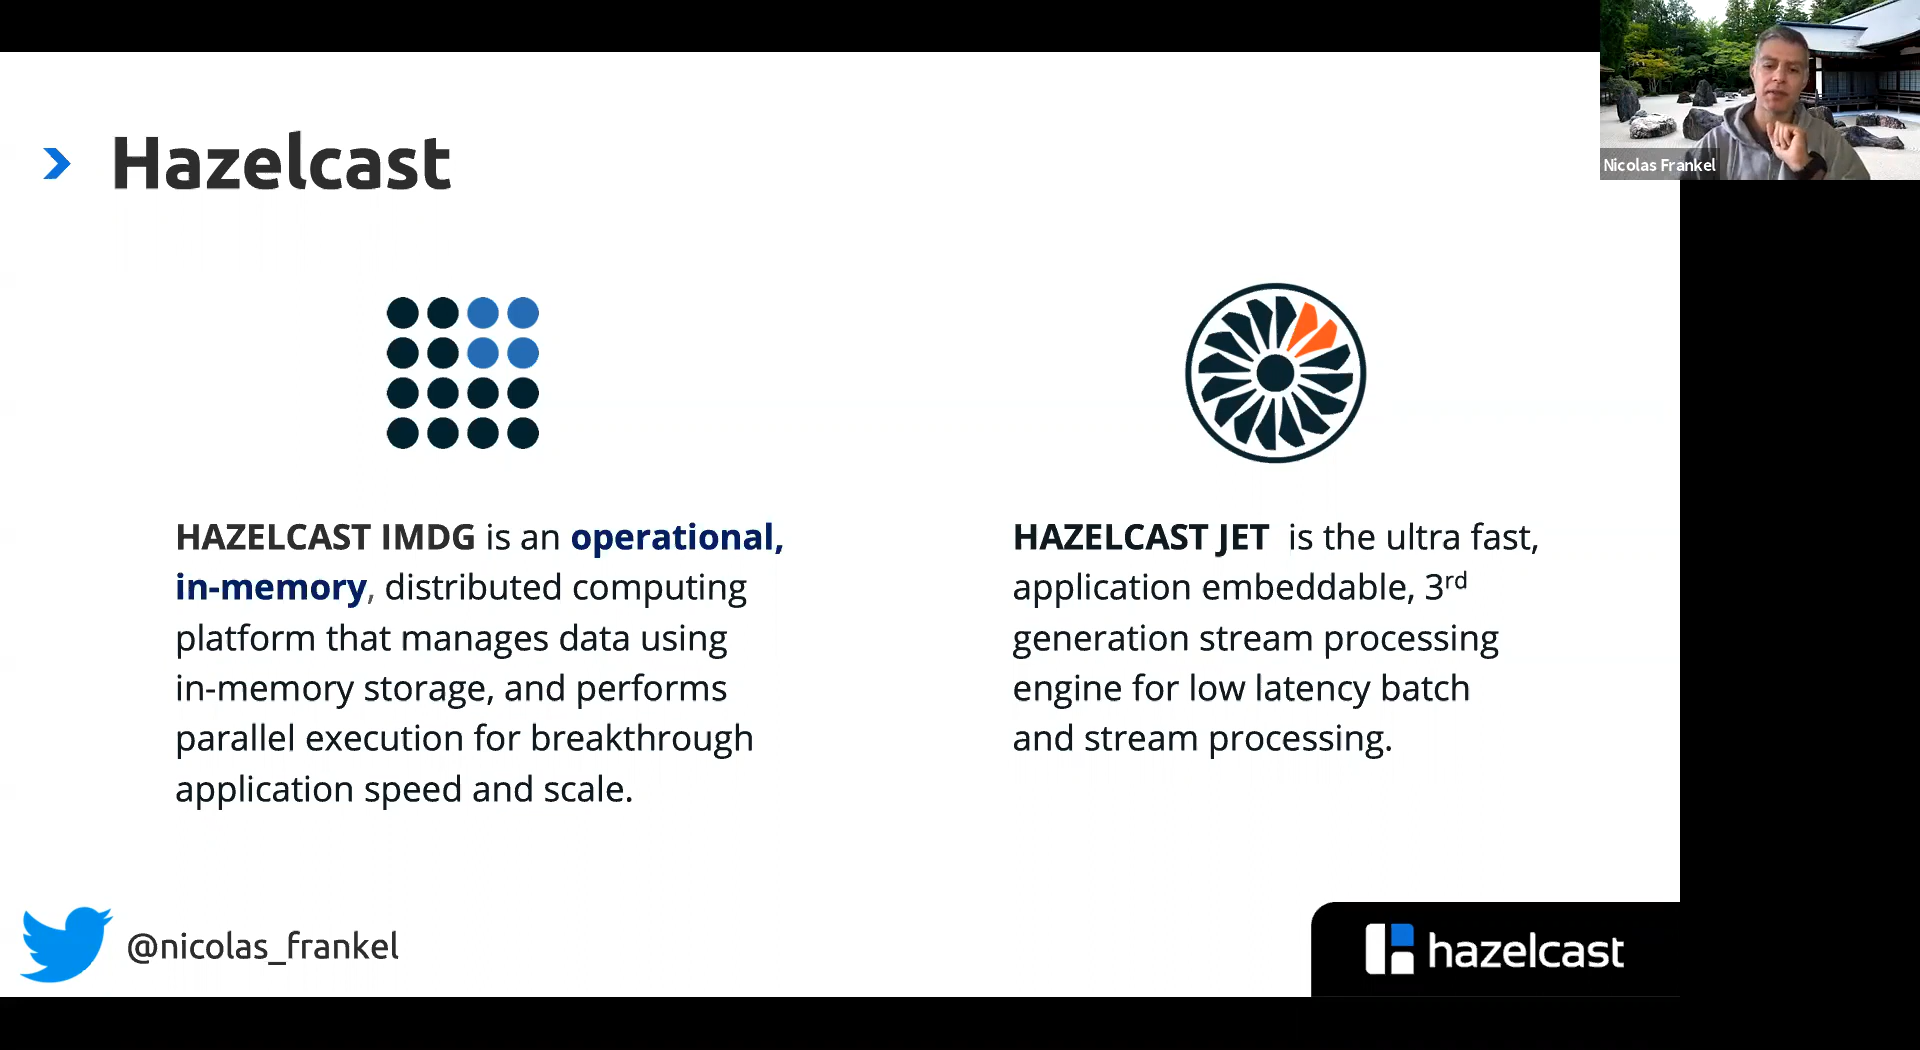 Hazelcast
HAZELCAST IMDG is an operational,
in-memory, distributed computing
platform that manages data using
in-memory storage, and performs
parallel execution for breakthrough
application speed and scale.
HAZELCAST JET is the ultra fast,
application embeddable, 3rd
generation stream processing
engine for low latency batch
and stream processing.
@nicolas_frankel
hazelcast
Nicolas Frankel